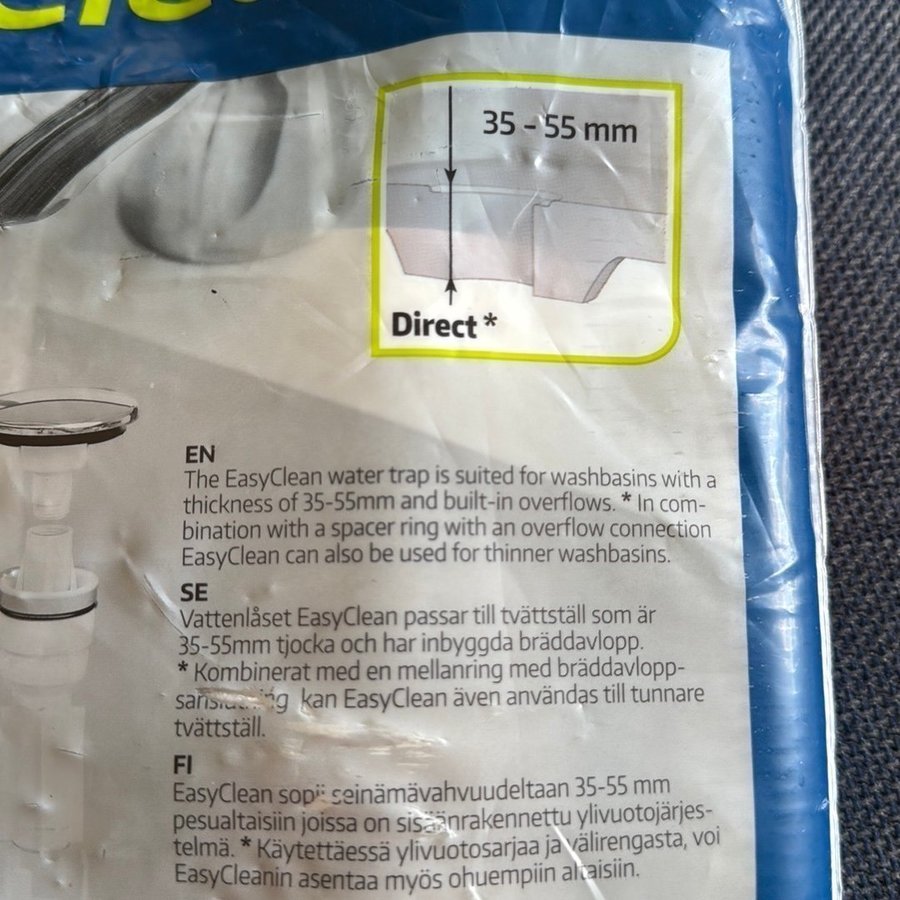 35 - 55 mm
Direct *
EN
The EasyClean water trap is suited for washbasins with a
thickness of 35-55mm and built-in overflows. * In com-
bination with a spacer ring with an overflow connection
EasyClean can also be used for thinner washbasins.
SE
Vattenlåset EasyClean passar till tvättställ som är
35-55mm tjocka och har inbyggda bräddavlopp.
* Kombinerat med en mellanring med bräddavlopp-
kan EasyClean även användas till tunnare
tvättställ.
FI
EasyClean sopii seinämävahvuudeltaan 35-55 mm
pesualtaisiin joissa on sisäänrakennettu ylivuotojärjes-
telmä. * Käytettäessä ylivuotosarjaa ja välirengasta, voi
EasyCleanin asentaa myös ohuempiin altaisiin.